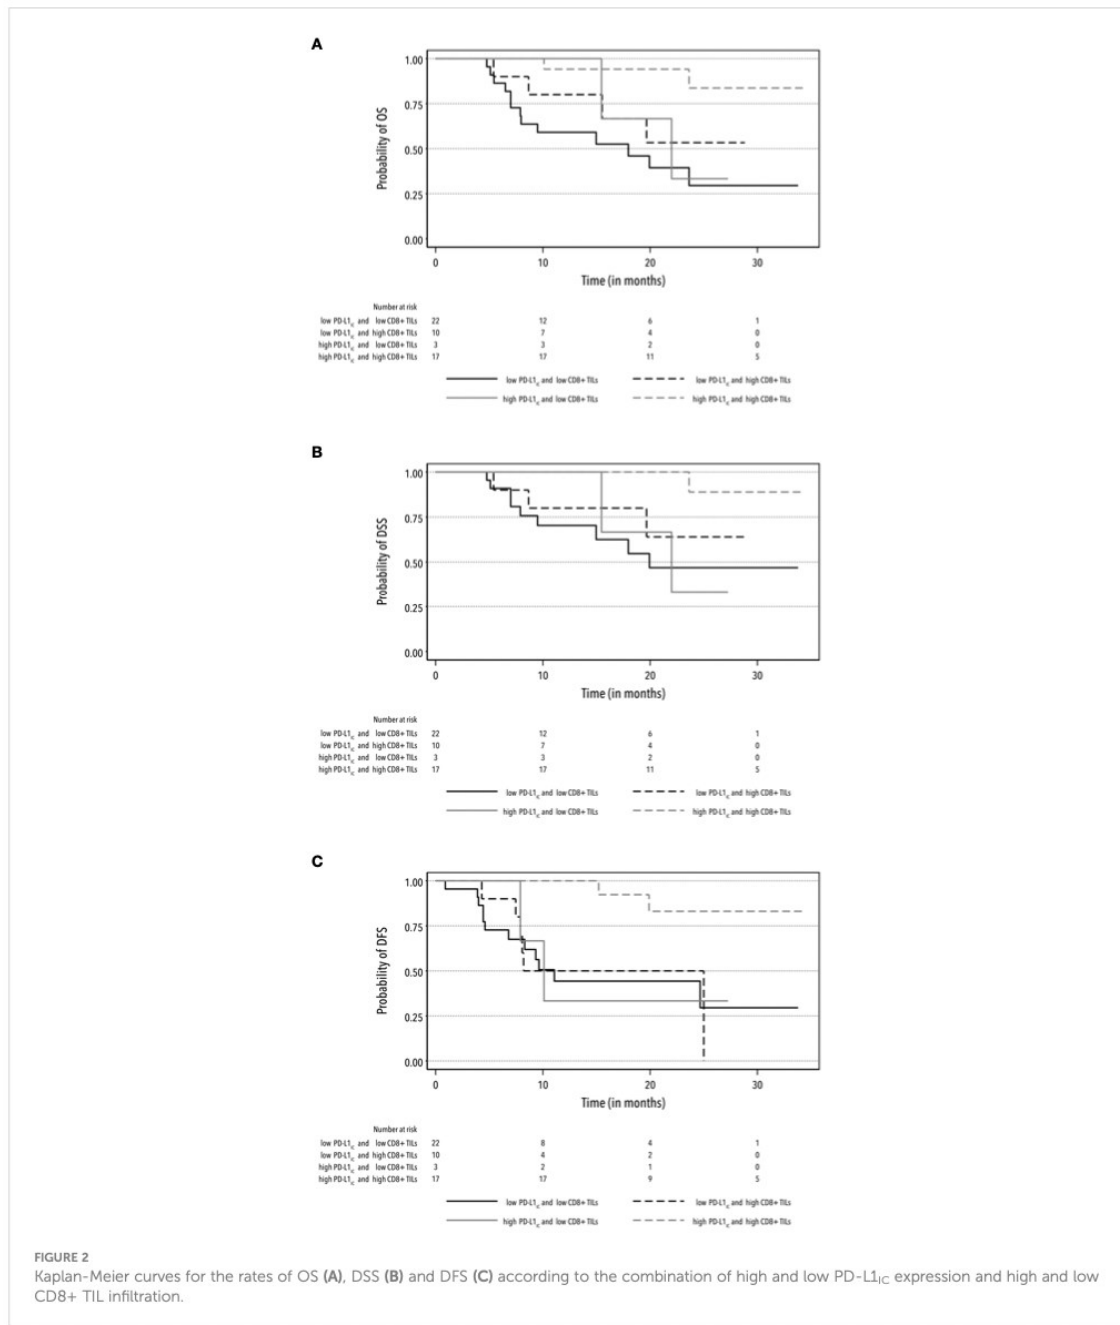 A
1.00
0.75
0.50
0.25
0.00
Probability of OS
0 10 20 30
Time (in months)
Number at risk
low PD-L1IC and low CD8+ TILs 22 12 6 1
low PD-L1IC and high CD8+ TILs 10 7 4 0
high PD-L1IC and low CD8+ TILs 3 3 2 0
high PD-L1IC and high CD8+ TILs 17 17 11 5
low PD-L1IC and low CD8+ TILs low PD-L1IC and high CD8+ TILs
high PD-L1IC and low CD8+ TILs high PD-L1IC and high CD8+ TILs
B
1.00
0.75
0.50
0.25
0.00
Probability of DSS
0 10 20 30
Time (in months)
Number at risk
low PD-L1IC and low CD8+ TILs 22 12 6 1
low PD-L1IC and high CD8+ TILs 10 7 4 0
high PD-L1IC and low CD8+ TILs 3 3 2 0
high PD-L1IC and high CD8+ TILs 17 17 11 5
low PD-L1IC and low CD8+ TILs low PD-L1IC and high CD8+ TILs
high PD-L1IC and low CD8+ TILs high PD-L1IC and high CD8+ TILs
C
1.00
0.75
0.50
0.25
0.00
Probability of DFS
0 10 20 30
Time (in months)
Number at risk
low PD-L1IC and low CD8+ TILs 22 8 4 1
low PD-L1IC and high CD8+ TILs 10 4 2 0
high PD-L1IC and low CD8+ TILs 3 2 1 0
high PD-L1IC and high CD8+ TILs 17 17 9 5
low PD-L1IC and low CD8+ TILs low PD-L1IC and high CD8+ TILs
high PD-L1IC and low CD8+ TILs high PD-L1IC and high CD8+ TILs
FIGURE 2
Kaplan-Meier curves for the rates of OS (A), DSS (B) and DFS (C) according to the combination of high and low PD-L1IC expression and high and low
CD8+ TIL infiltration.